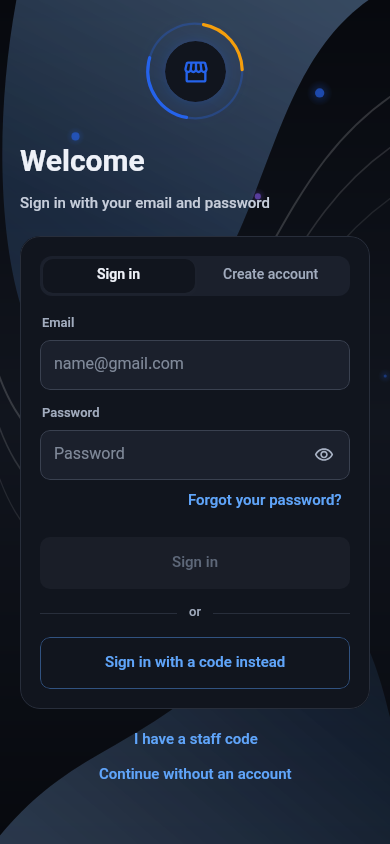 Welcome
Sign in with your email and password
Sign in
Create account
Email
name@gmail.com
Password
Password
Forgot your password?
Sign in
or
Sign in with a code instead
I have a staff code
Continue without an account